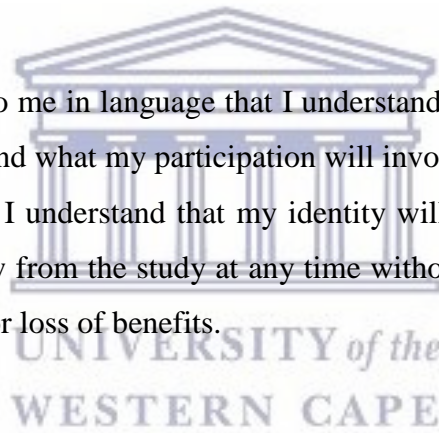 o me in language that I understand
nd what my participation will invo
I understand that my identity wil
from the study at any time witho
or loss of benefits.
UNIVERSITY of the
WESTERN CAPE